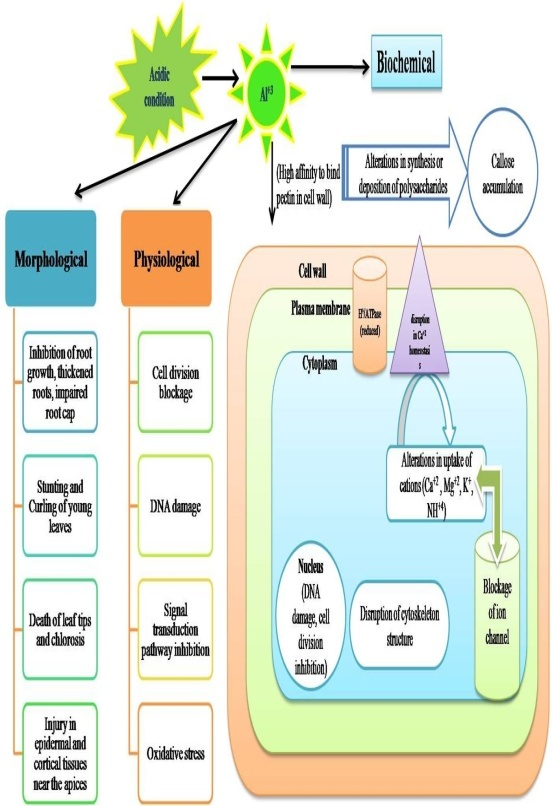 Acidic
condition
Al+3
Biochemical
(High affinity to bind
pectin in cell wall)
Alterations in synthesis or
deposition of polysaccharides
Callose
accumulation
Morphological
Inhibition of root
growth, thickened
roots, impaired
root cap
Stunting and
Curling of young
leaves
Death of leaf tips
and chlorosis
Injury in
epidermal and
cortical tissues
near the apices
Physiological
Cell division
blockage
DNA damage
Signal
transduction
pathway inhibition
Oxidative stress
Cell wall
Plasma membrane
Cytoplasm
H+/ATPase
(reduced)
disruption
in Ca+2
homeostasi
s
Alterations in uptake of
cations (Ca+2, Mg+2, K+,
NH+4)
Blockage
of ion
channel
Nucleus
(DNA
damage, cell
division
inhibition)
Disruption of cytoskeleton
structure